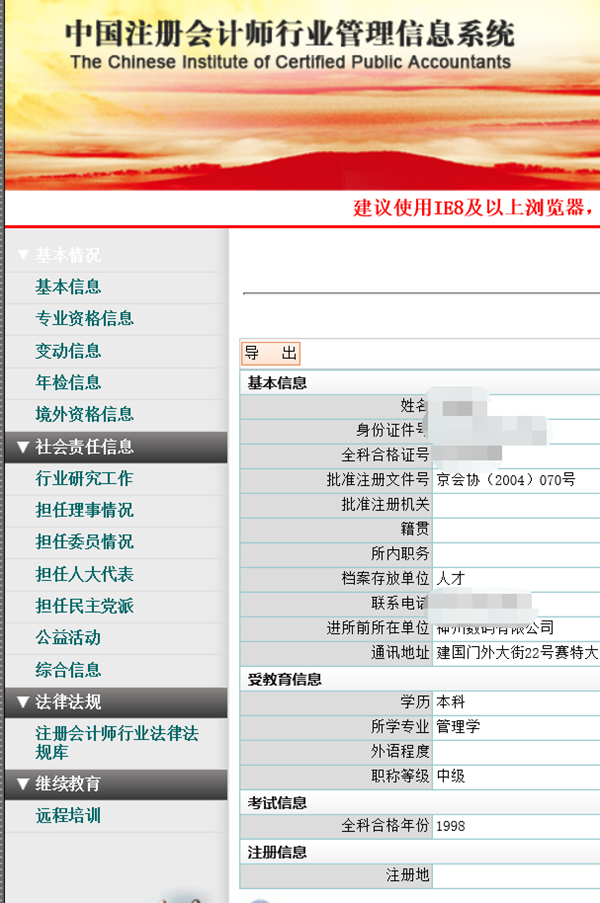 中国注册会计师行业管理信息系统
The Chinese Institute of Certified Public Accountants
建议使用IE8及以上浏览器，
▼ 基本情况
基本信息
专业资格信息
变动信息
年检信息
境外资格信息
▼ 社会责任信息
行业研究工作
担任理事情况
担任委员情况
担任人大代表
担任民主党派
公益活动
综合信息
▼ 法律法规
注册会计师行业法律法
规库
▼ 继续教育
远程培训
导 出
基本信息
姓名
身份证件号
全科合格证号
批准注册文件号 京会协（2004）070号
批准注册机关
籍贯
所内职务
档案存放单位 人才
联系电话
进所前所在单位 神州数码有限公司
通讯地址 建国门外大街22号赛特大
受教育信息
学历 本科
所学专业 管理学
外语程度
职称等级 中级
考试信息
全科合格年份 1998
注册信息
注册地